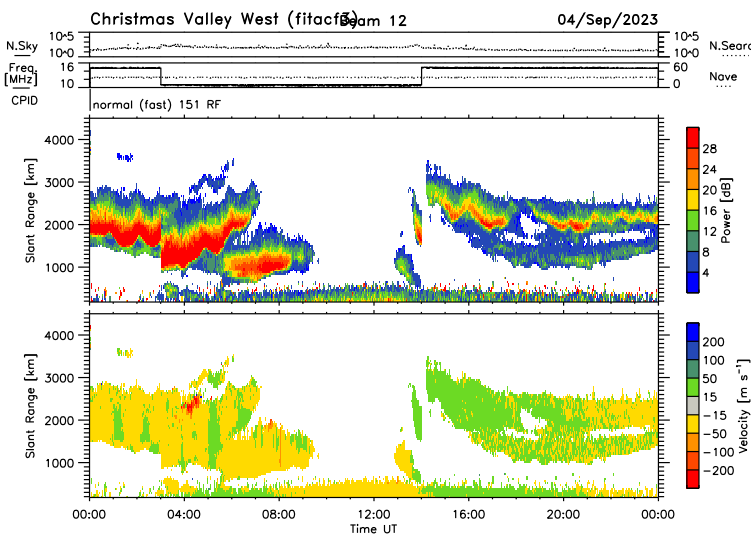 Christmas Valley West (fitacf3) Beam 12 04/Sep/2023
N.Sky 10^5 10^0 10^5 10^0 N.Searc
Freq [MHz] 16 10 60 0 Nave
CPID normal (fast) 151 RF
Slant Range [km] 4000 3000 2000 1000
Power [dB] 28 24 20 16 12 8 4
Slant Range [km] 4000 3000 2000 1000
Velocity [m s⁻¹] 200 100 50 15 −15 −50 −100 −200
00:00 04:00 08:00 12:00 16:00 20:00 00:00
Time UT